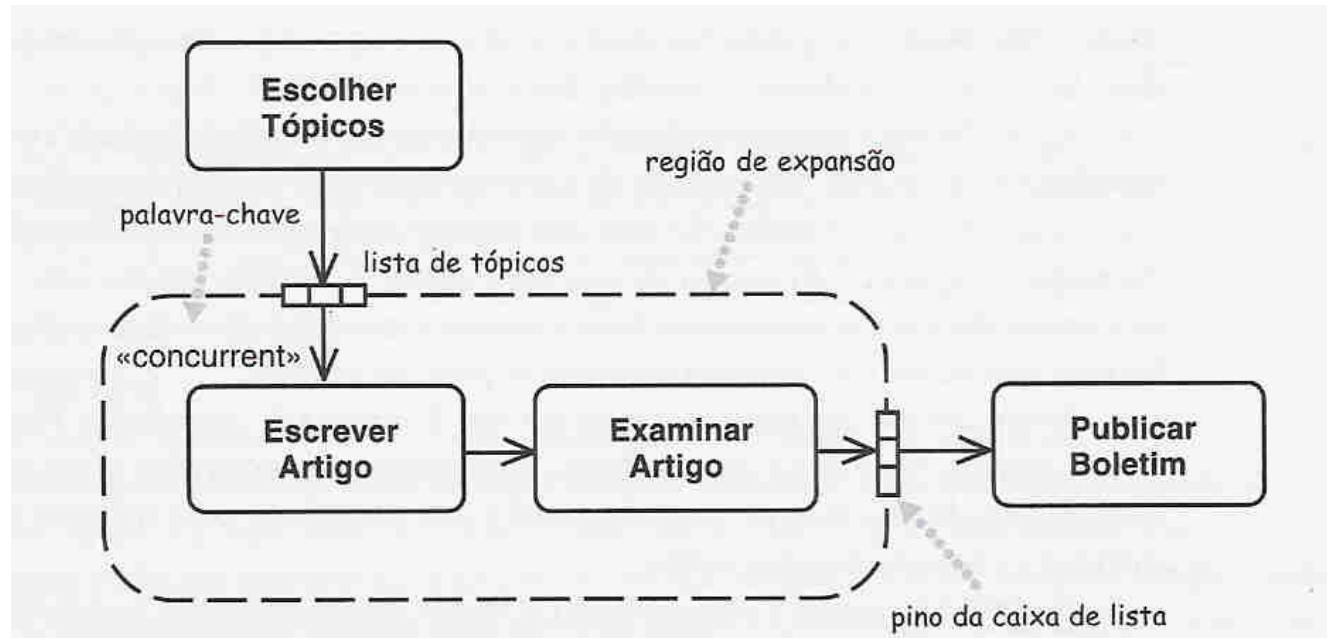 Escolher
Tópicos
região de expansão
palavra-chave
lista de tópicos
«concurrent»
Escrever
Artigo
Examinar
Artigo
Publicar
Boletim
pino da caixa de lista